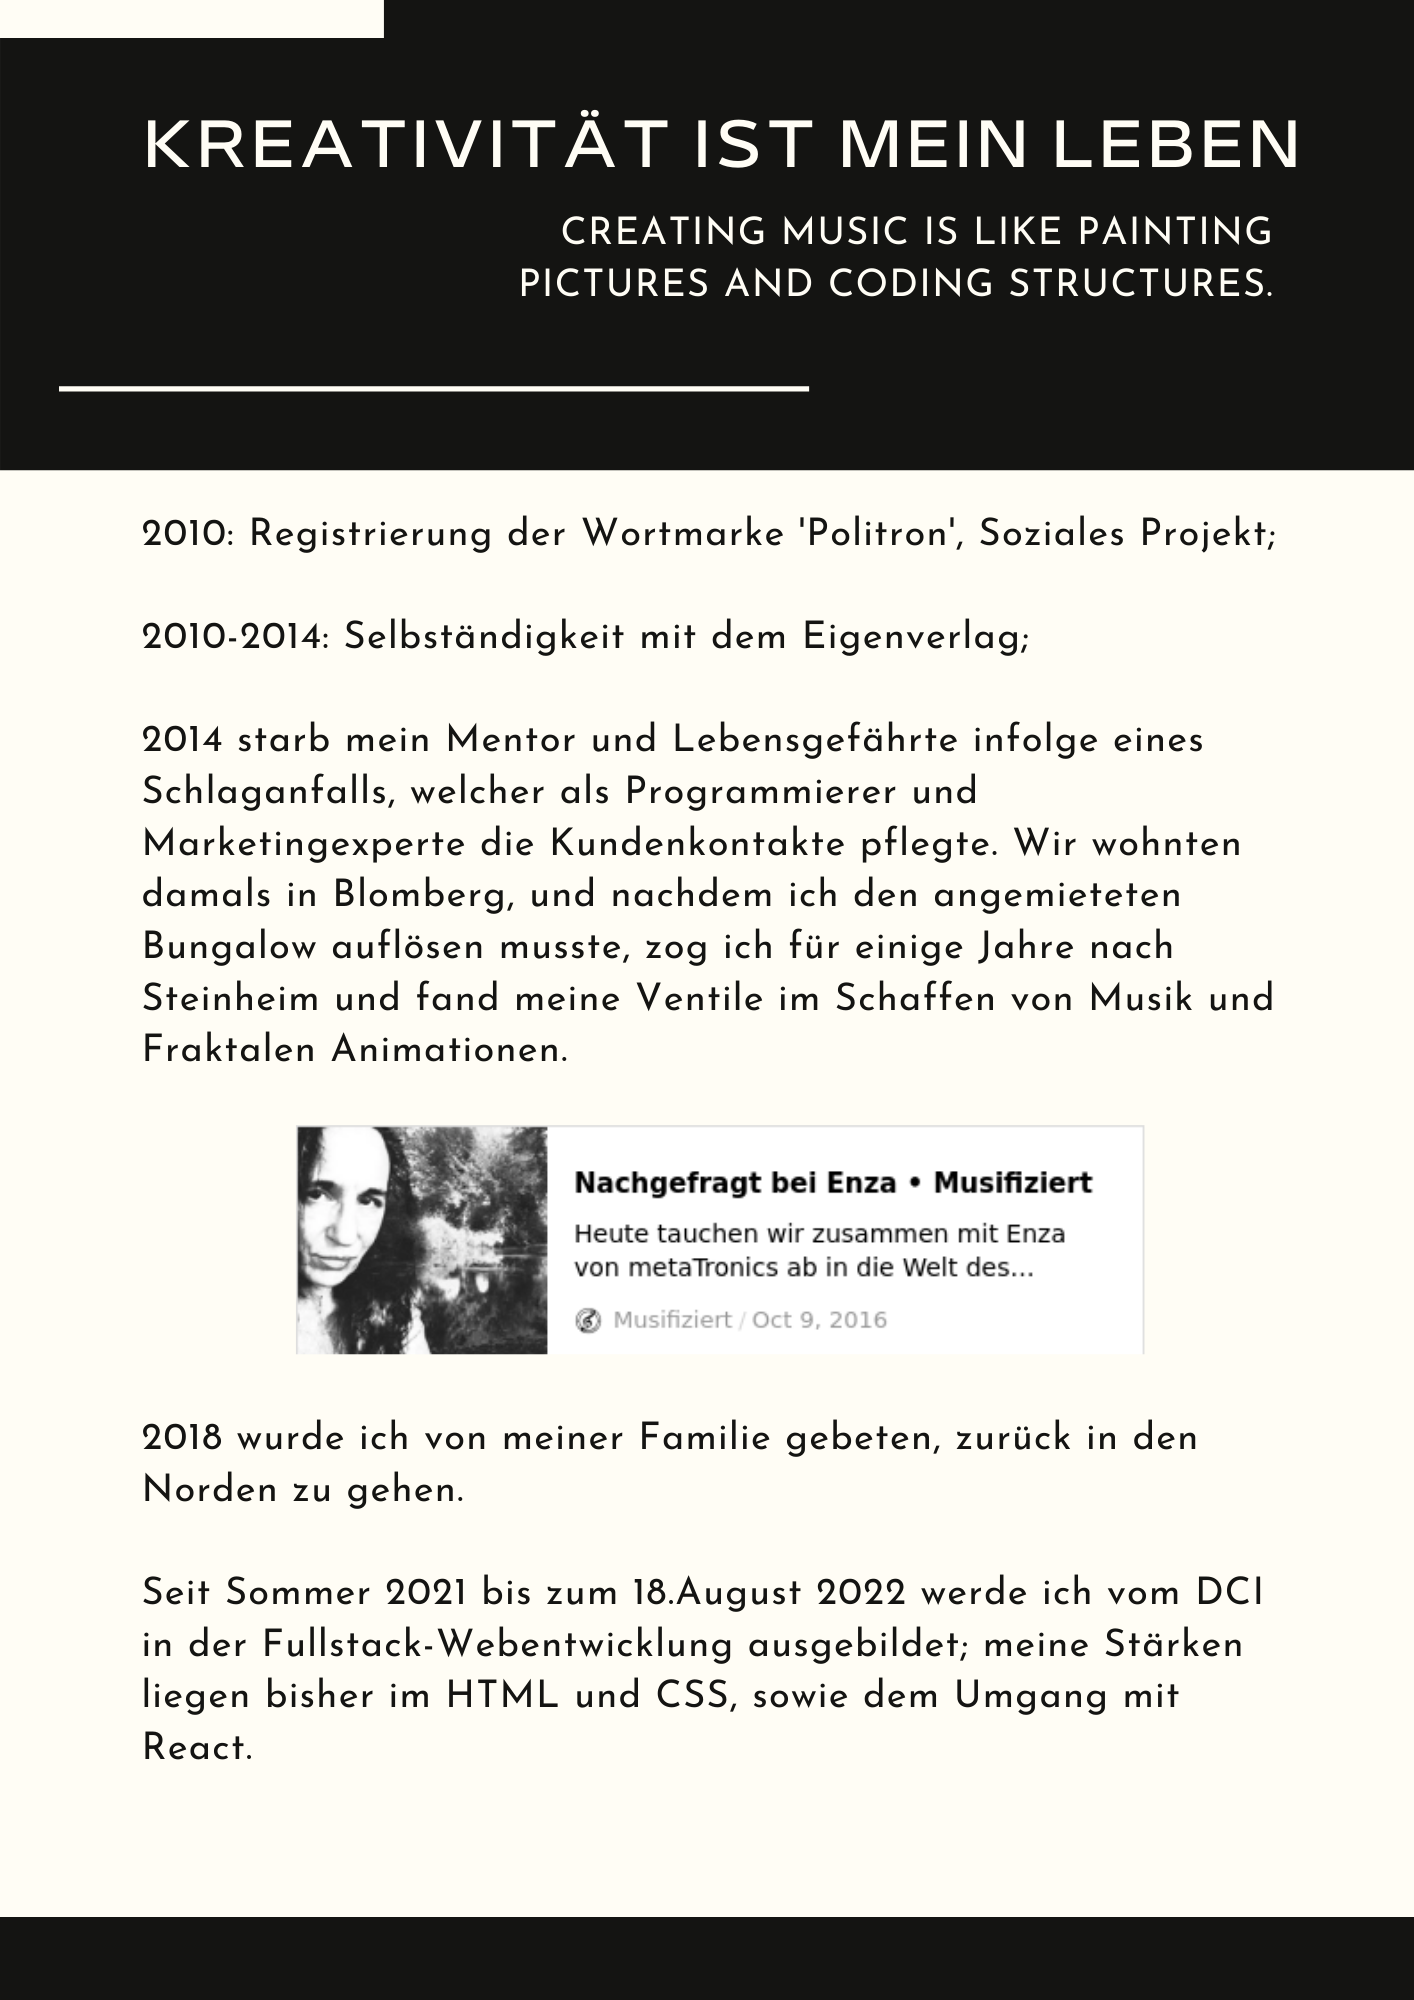 KREATIVITÄT IST MEIN LEBEN
CREATING MUSIC IS LIKE PAINTING
PICTURES AND CODING STRUCTURES.
2010: Registrierung der Wortmarke 'Politron', Soziales Projekt;
2010-2014: Selbständigkeit mit dem Eigenverlag;
2014 starb mein Mentor und Lebensgefährte infolge eines
Schlaganfalls, welcher als Programmierer und
Marketingexperte die Kundenkontakte pflegte. Wir wohnten
damals in Blomberg, und nachdem ich den angemieteten
Bungalow auflösen musste, zog ich für einige Jahre nach
Steinheim und fand meine Ventile im Schaffen von Musik und
Fraktalen Animationen.
Nachgefragt bei Enza • Musifiziert
Heute tauchen wir zusammen mit Enza
von metaTronics ab in die Welt des...
Musifiziert / Oct 9, 2016
2018 wurde ich von meiner Familie gebeten, zurück in den
Norden zu gehen.
Seit Sommer 2021 bis zum 18.August 2022 werde ich vom DCI
in der Fullstack-Webentwicklung ausgebildet; meine Stärken
liegen bisher im HTML und CSS, sowie dem Umgang mit
React.